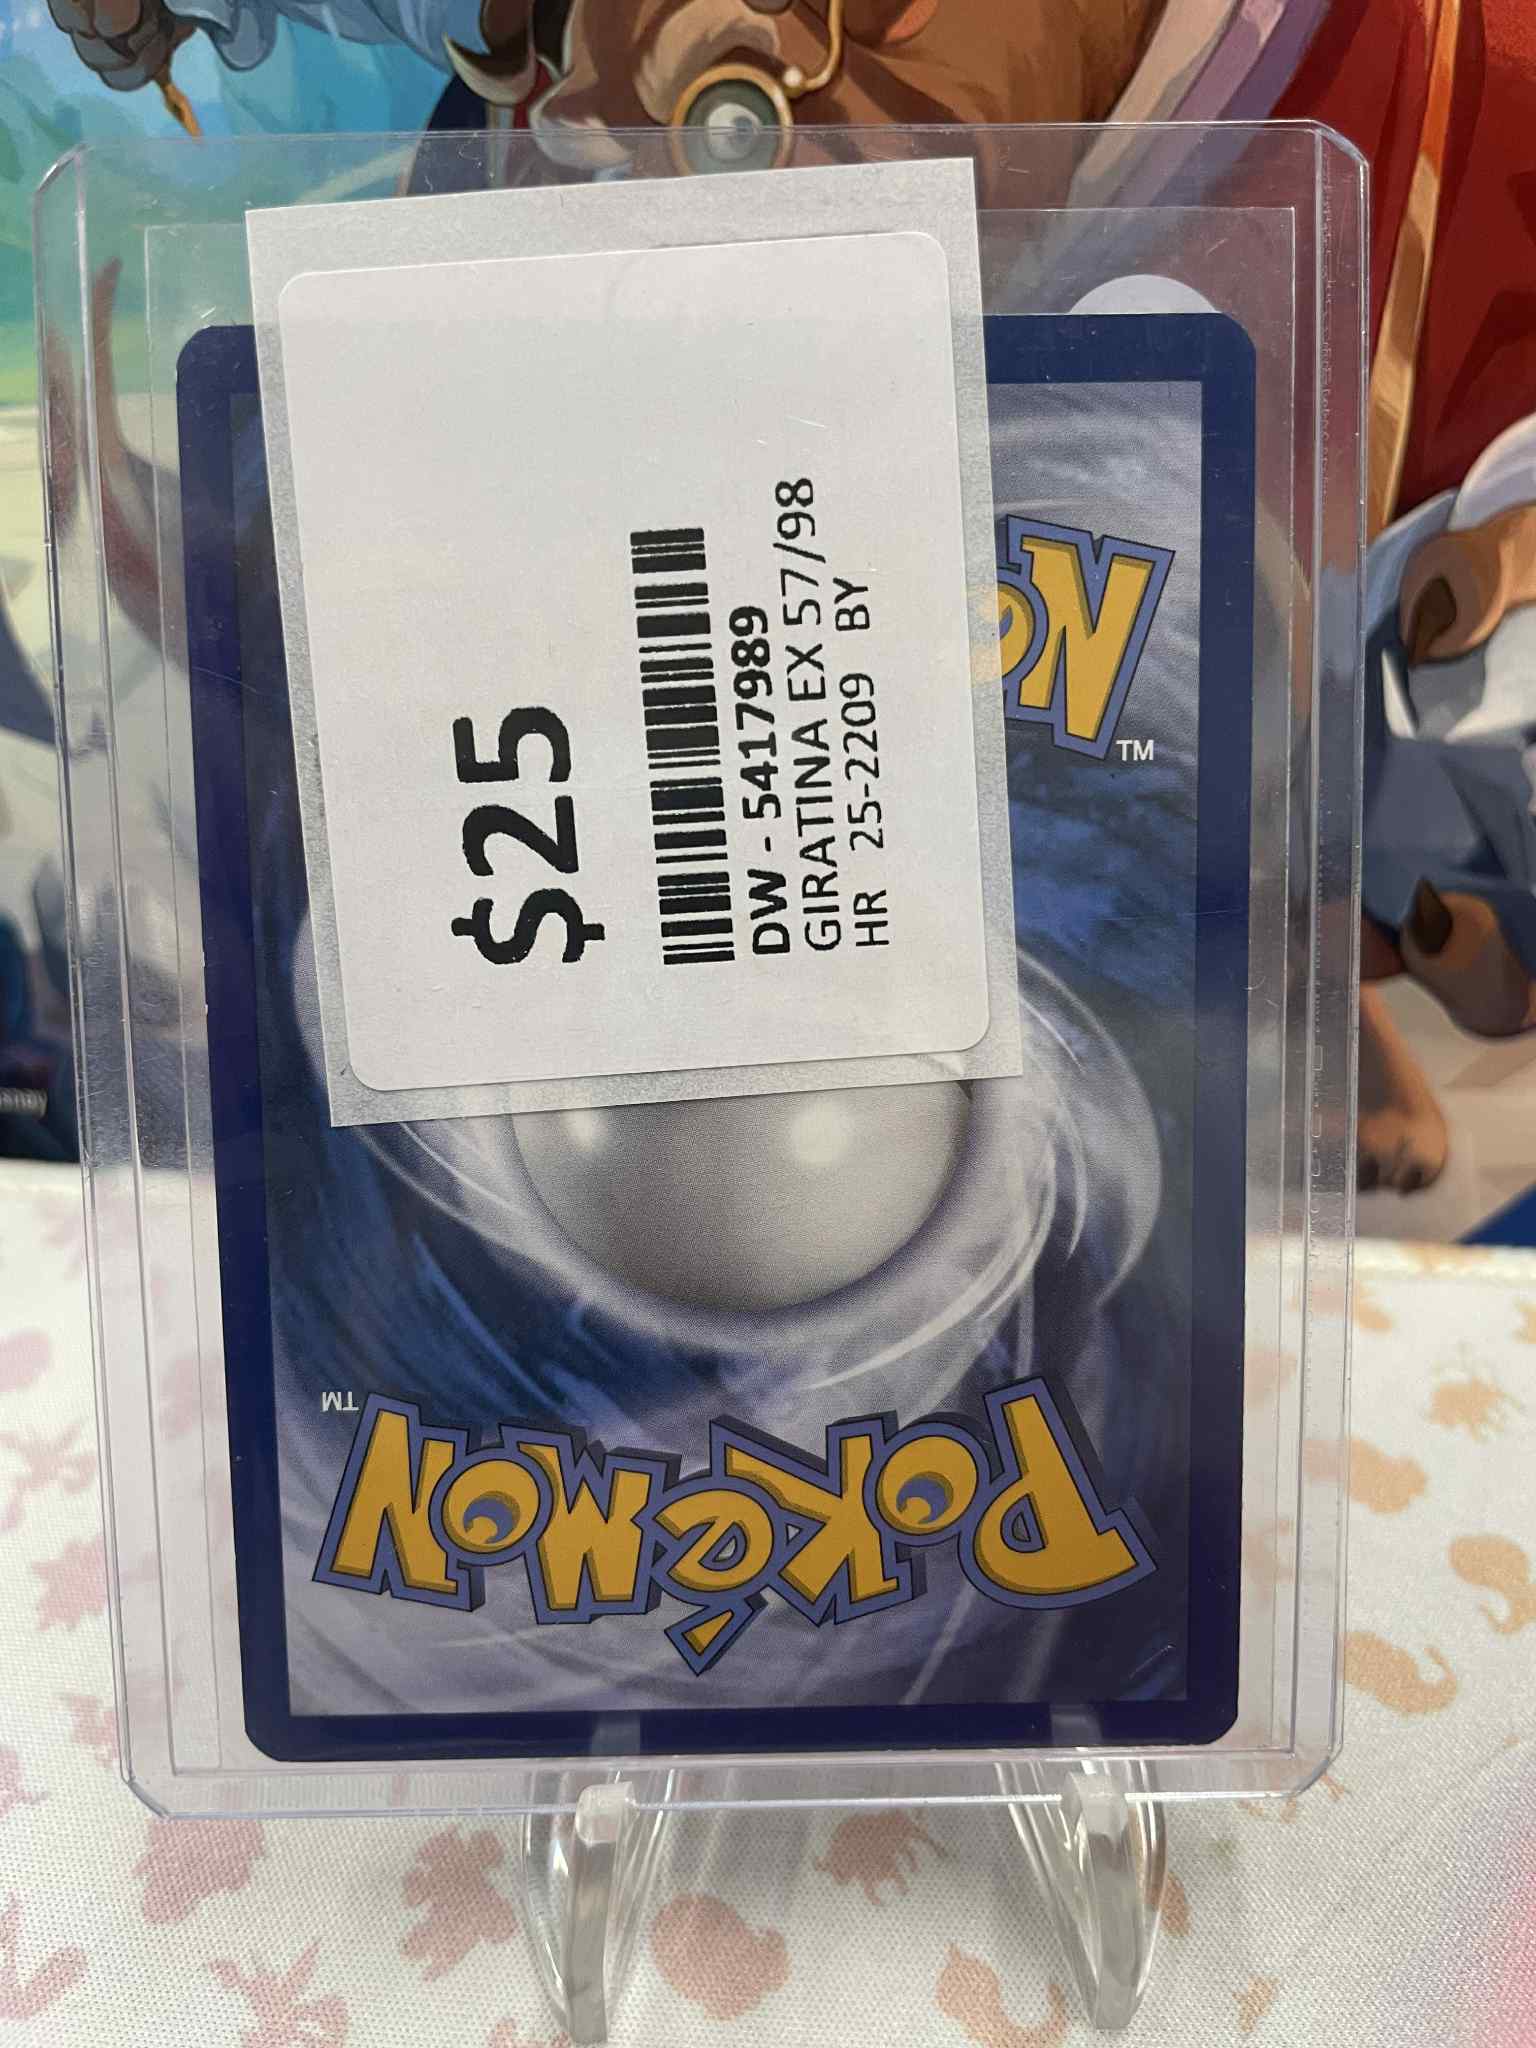 $25
DW - 5417989
GIRATINA EX 57/98
HR 25-2209 BY
TM
TM
POKéMON